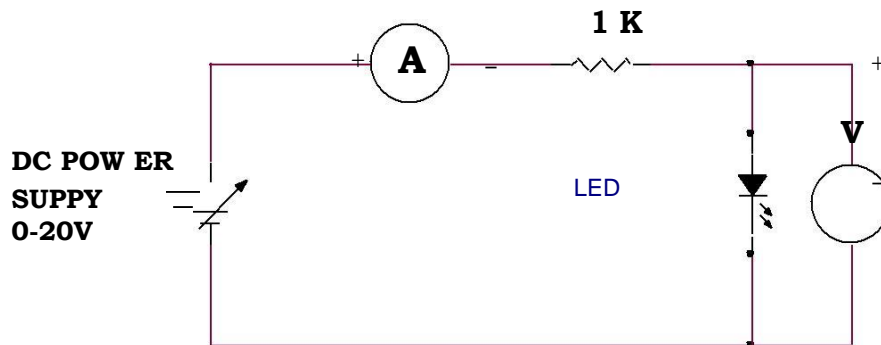 1 K
+ A -
+
V
-
DC POW ER
SUPPY
0-20V
LED